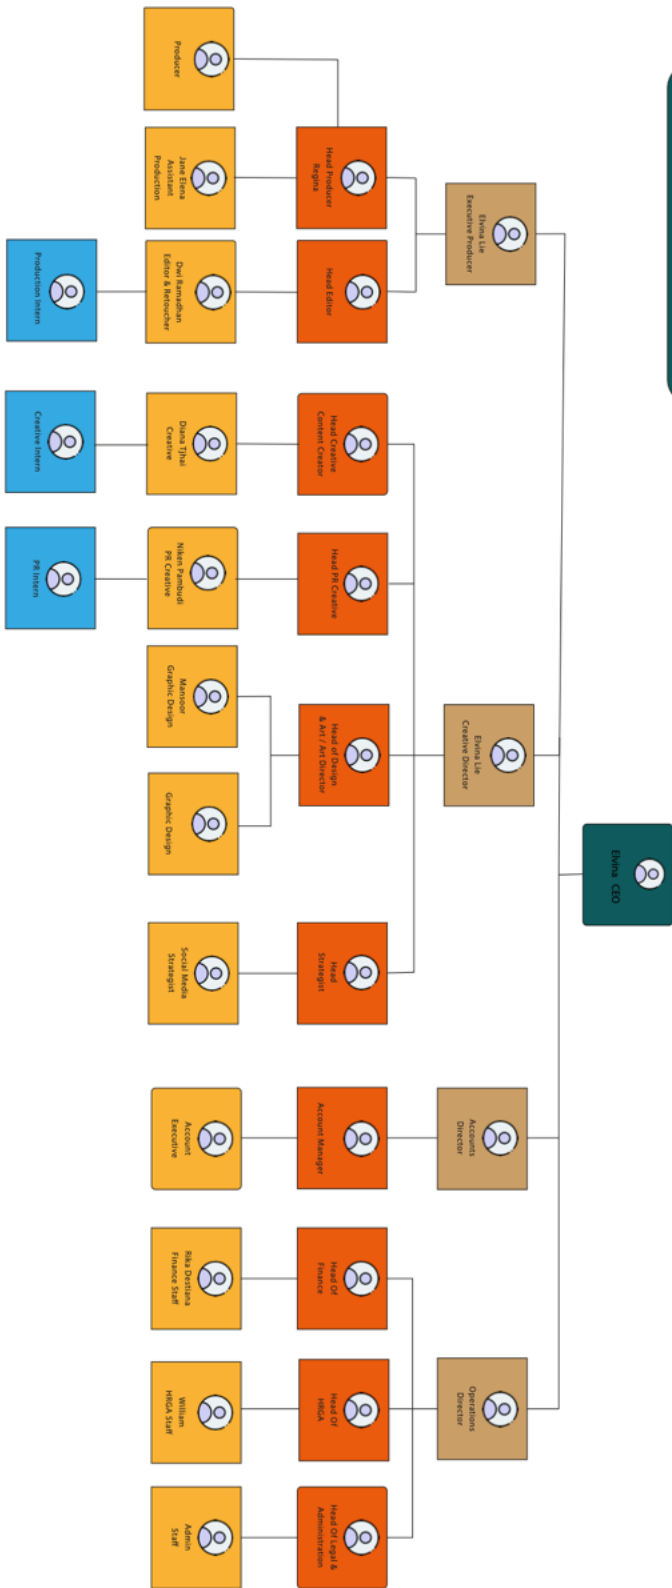 Elvina CEO
Elvina Lie
Executive Producer
Elvina Lie
Creative Director
Accounts
Director
Operations
Director
Head Producer
Regina
Head Editor
Head Creative
Content Creator
Head PR Creative
Head of Design
& Art / Art Director
Head
Strategist
Account Manager
Head Of
Finance
Head Of
HRGA
Head Of Legal &
Administration
Producer
Jane Elena
Assistant
Production
Dwi Ramadhan
Editor & Retoucher
Diana Tjhai
Creative
Niken Pambudi
PR Creative
Mansoor
Graphic Design
Graphic Design
Social Media
Strategist
Account
Executive
Rika Destiana
Finance Staff
William
HRGA Staff
Admin
Staff
Production Intern
Creative Intern
PR Intern